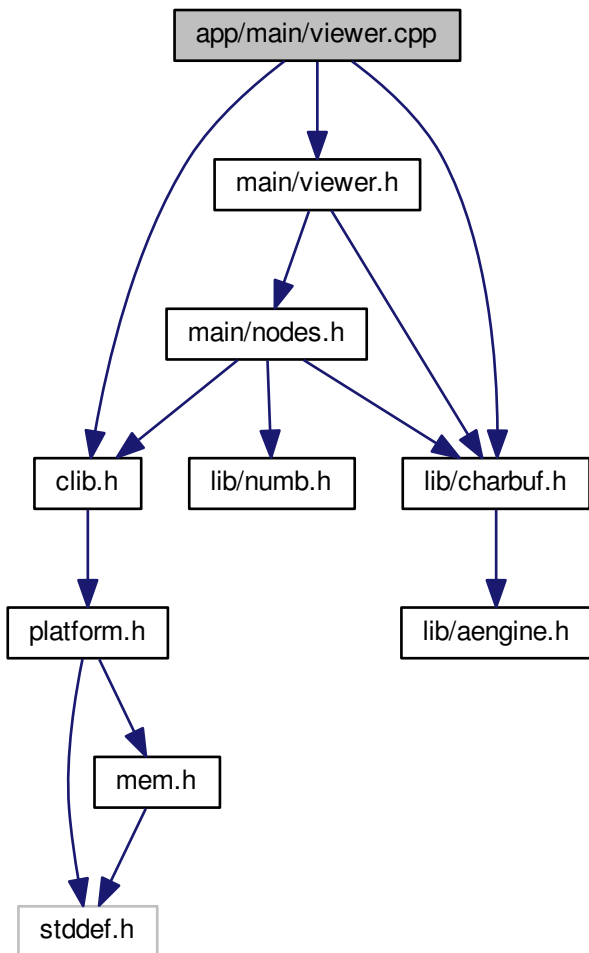 app/main/viewer.cpp
main/viewer.h
main/nodes.h
clib.h
lib/numb.h
lib/charbuf.h
platform.h
lib/aengine.h
mem.h
stddef.h